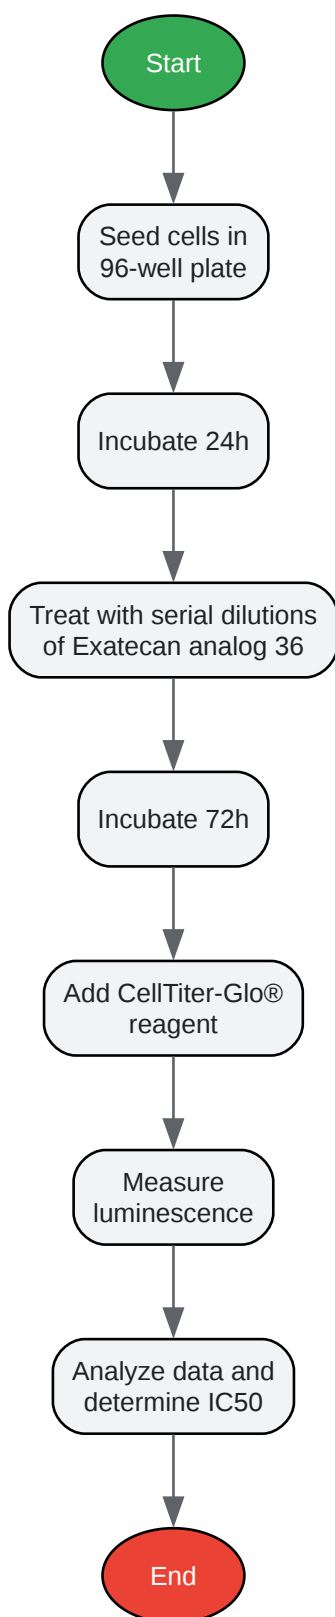 Start
Seed cells in
96-well plate
Incubate 24h
Treat with serial dilutions
of Exatecan analog 36
Incubate 72h
Add CellTiter-Glo®
reagent
Measure
luminescence
Analyze data and
determine IC50
End